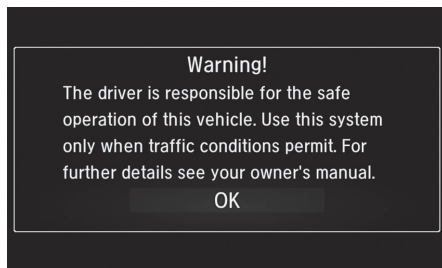 Warning!
The driver is responsible for the safe
operation of this vehicle. Use this system
only when traffic conditions permit. For
further details see your owner's manual.
OK